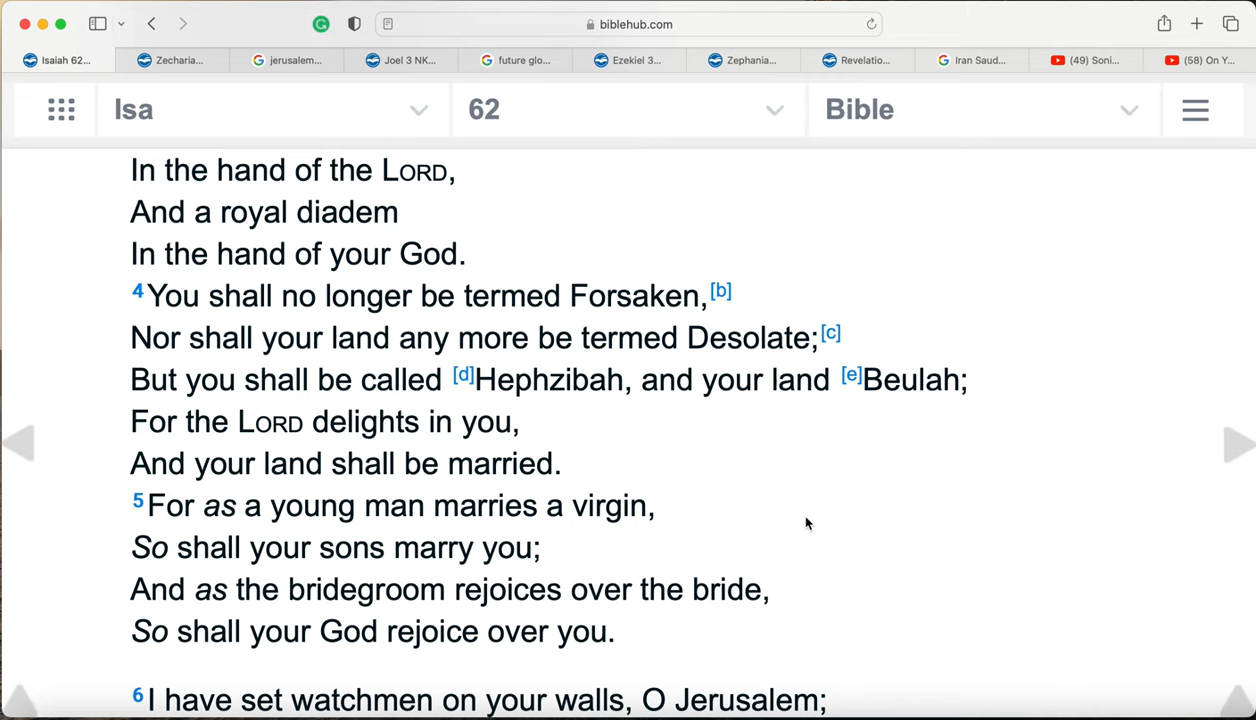 biblehub.com
Isaiah 62... Zecharia... jerusalem... Joel 3 NK... future glo... Ezekiel 3... Zephania... Revelatio... Iran Saud... (49) Soni... (58) On Y...
Isa 62 Bible
In the hand of the LORD,
And a royal diadem
In the hand of your God.
4 You shall no longer be termed Forsaken,[b]
Nor shall your land any more be termed Desolate;[c]
But you shall be called [d]Hephzibah, and your land [e]Beulah;
For the LORD delights in you,
And your land shall be married.
5 For as a young man marries a virgin,
So shall your sons marry you;
And as the bridegroom rejoices over the bride,
So shall your God rejoice over you.
6 I have set watchmen on your walls, O Jerusalem;